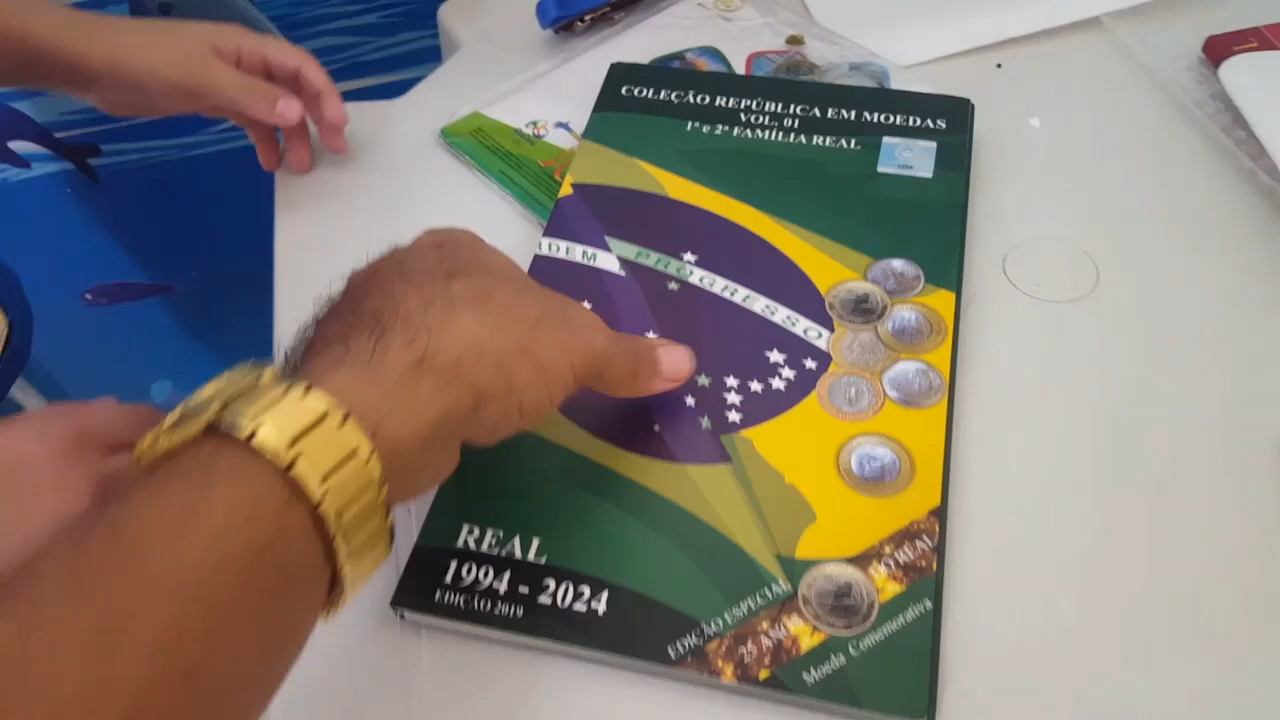 COLEÇÃO REPÚBLICA EM MOEDAS
VOL. 01
1ª e 2ª FAMÍLIA REAL
RDEM PROGRESSO
REAL
1994 - 2024
EDIÇÃO 2019
EDIÇÃO ESPECIAL
25 ANOS DO REAL
Moeda Comemorativa